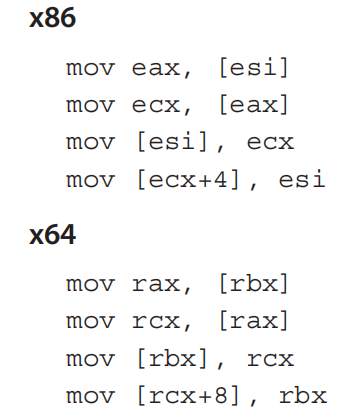 x86
mov eax, [esi]
mov ecx, [eax]
mov [esi], ecx
mov [ecx+4], esi
x64
mov rax, [rbx]
mov rcx, [rax]
mov [rbx], rcx
mov [rcx+8], rbx